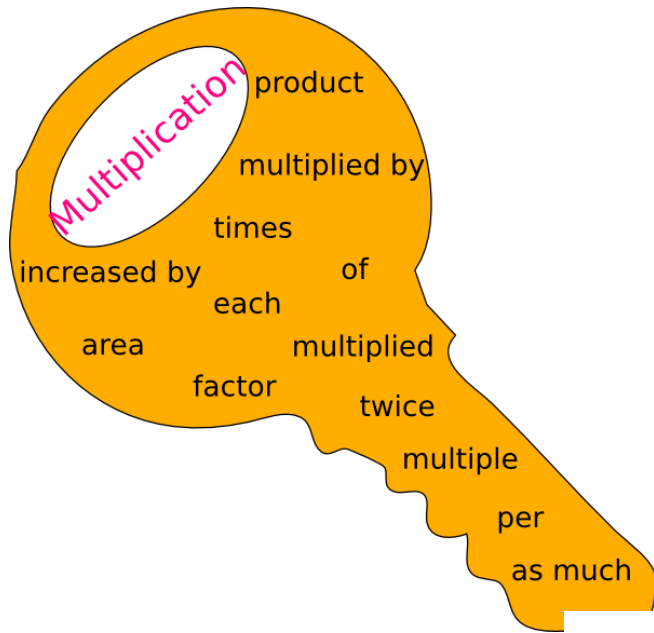 Multiplication
product
multiplied by
times
increased by
of
each
area
multiplied
factor
twice
multiple
per
as much